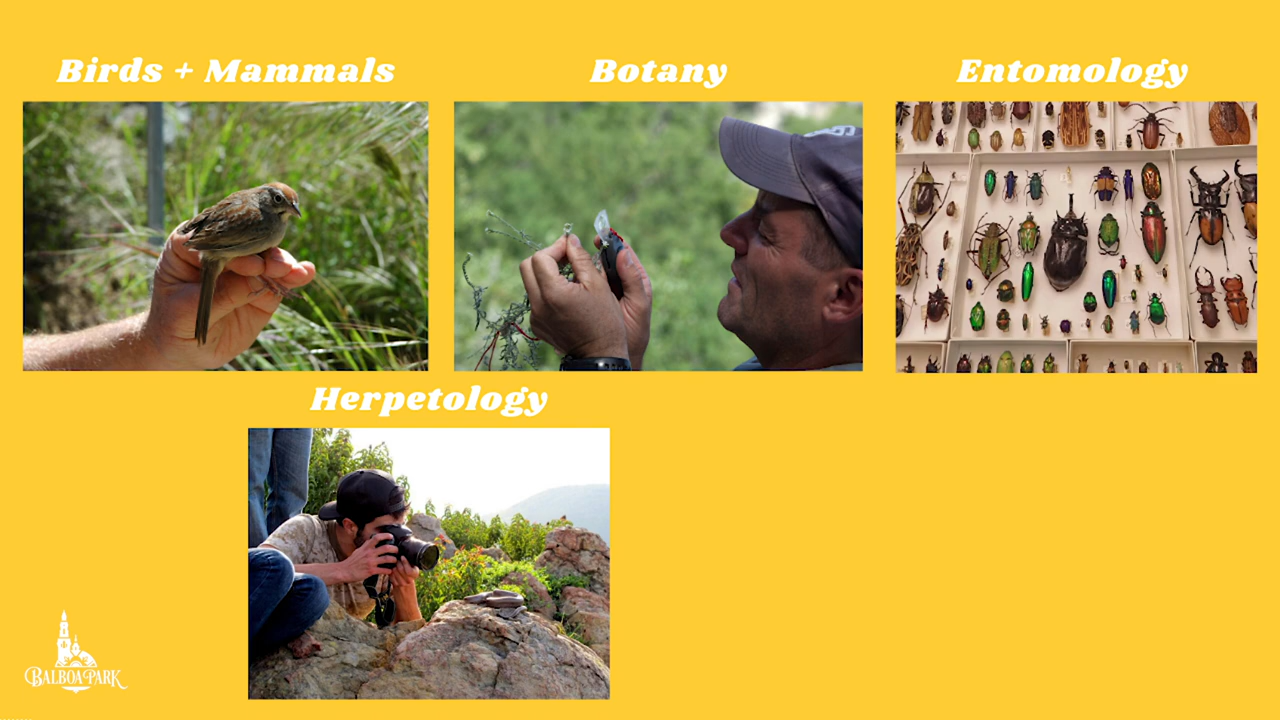 Birds + Mammals
Botany
Entomology
Herpetology
BALBOA PARK